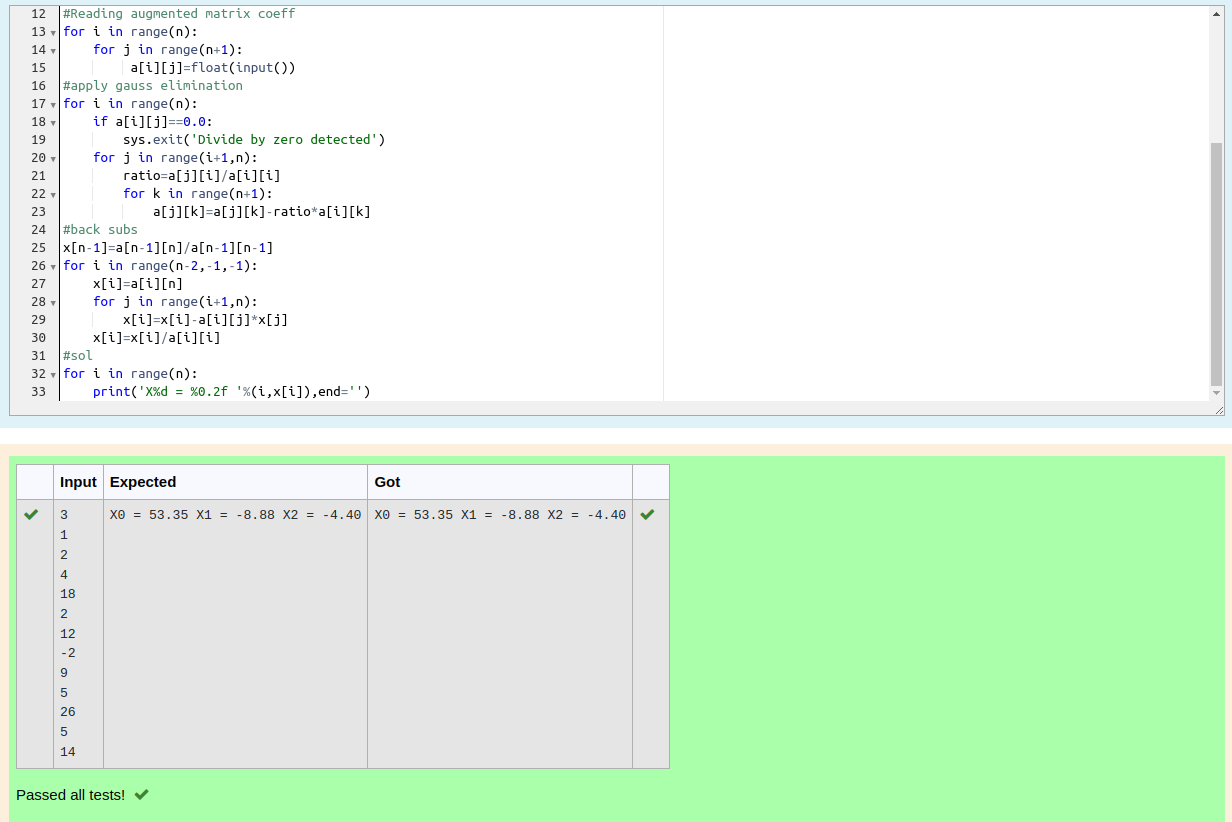 12 #Reading augmented matrix coeff
13 for i in range(n):
14     for j in range(n+1):
15          a[i][j]=float(input())
16 #apply gauss elimination
17 for i in range(n):
18     if a[i][j]==0.0:
19         sys.exit('Divide by zero detected')
20     for j in range(i+1,n):
21         ratio=a[j][i]/a[i][i]
22         for k in range(n+1):
23             a[j][k]=a[j][k]-ratio*a[i][k]
24 #back subs
25 x[n-1]=a[n-1][n]/a[n-1][n-1]
26 for i in range(n-2,-1,-1):
27     x[i]=a[i][n]
28     for j in range(i+1,n):
29         x[i]=x[i]-a[i][j]*x[j]
30     x[i]=x[i]/a[i][i]
31 #sol
32 for i in range(n):
33     print('X%d = %0.2f '%(i,x[i]),end='')
Input Expected Got
3 X0 = 53.35 X1 = -8.88 X2 = -4.40 X0 = 53.35 X1 = -8.88 X2 = -4.40
1
2
4
18
2
12
-2
9
5
26
5
14
Passed all tests!